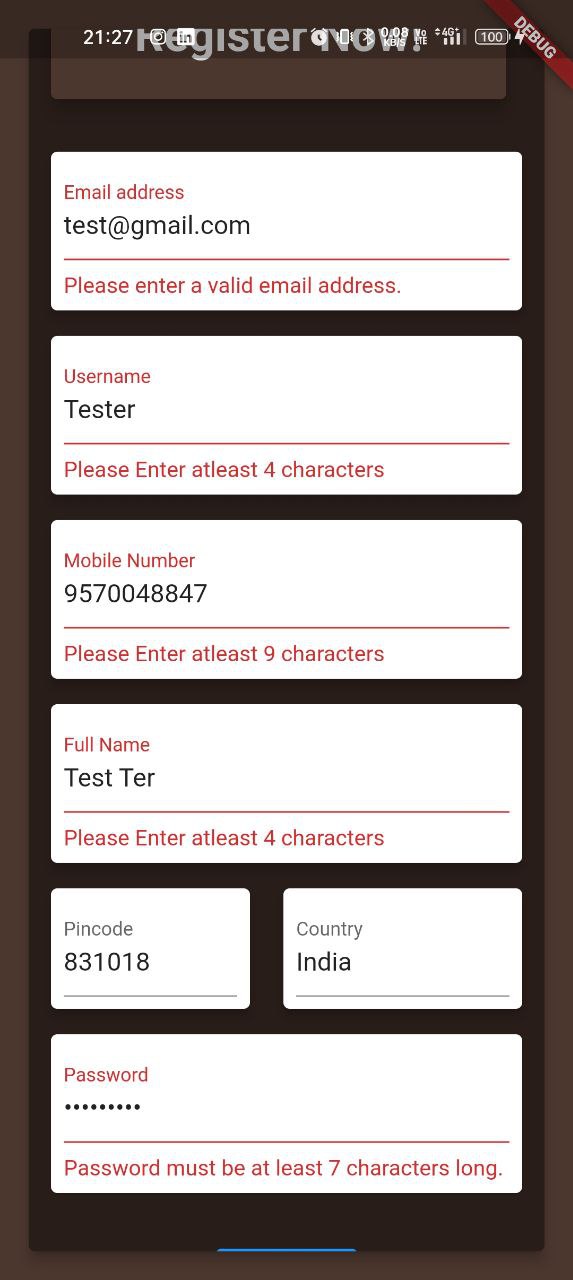 21:27 0.08 KB/S Vo LTE 4G+ 100
DEBUG
Register Now!
Email address
test@gmail.com
Please enter a valid email address.
Username
Tester
Please Enter atleast 4 characters
Mobile Number
9570048847
Please Enter atleast 9 characters
Full Name
Test Ter
Please Enter atleast 4 characters
Pincode Country
831018 India
Password
•••••••••
Password must be at least 7 characters long.